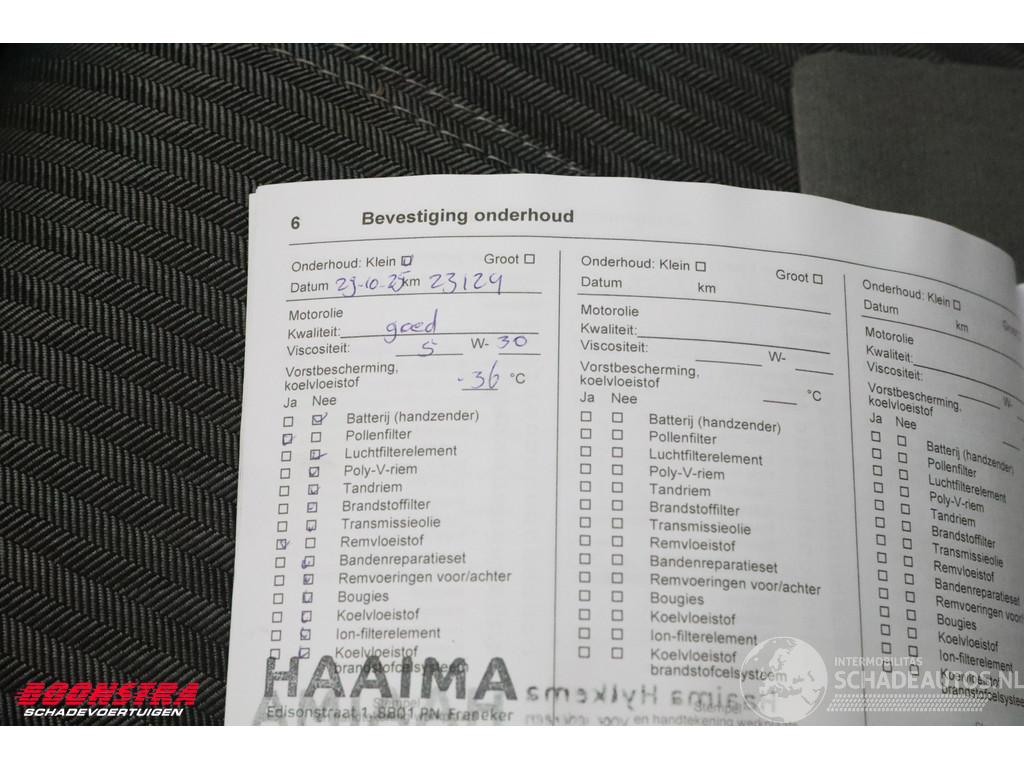 6 Bevestiging onderhoud
Onderhoud: Klein Groot
Datum 23-10-25 km 23124
Motorolie
Kwaliteit: goed
Viscositeit: 5 W- 30
Vorstbescherming,
koelvloeistof -36 °C
Ja Nee
Batterij (handzender)
Pollenfilter
Luchtfilterelement
Poly-V-riem
Tandriem
Brandstoffilter
Transmissieolie
Remvloeistof
Bandenreparatieset
Remvoeringen voor/achter
Bougies
Koelvloeistof
Ion-filterelement
Koelvloeistof
brandstofcelsysteem
HAAIMA
Stempel
Edisonstraat 1, 8801 PN Franeker
Onderhoud: Klein Groot
Datum km
Motorolie
Kwaliteit:
Viscositeit: W-
Vorstbescherming,
koelvloeistof °C
Ja Nee
Batterij (handzender)
Pollenfilter
Luchtfilterelement
Poly-V-riem
Tandriem
Brandstoffilter
Transmissieolie
Remvloeistof
Bandenreparatieset
Remvoeringen voor/achter
Bougies
Koelvloeistof
Ion-filterelement
Koelvloeistof
brandstofcelsysteem
Onderhoud: Klein
Datum km
Motorolie
Kwaliteit:
Viscositeit: W-
Vorstbescherming,
koelvloeistof
Ja Nee
Batterij (handzender)
Pollenfilter
Luchtfilterelement
Poly-V-riem
Tandriem
Brandstoffilter
Transmissieolie
Remvloeistof
Bandenreparatieset
Remvoeringen voor
Bougies
Koelvloeistof
Ion-filterelement
brandstofcelsysteem
BOONSTRA
SCHADEVOERTUIGEN
INTERMOBILITAS
SCHADEAUTOS.NL